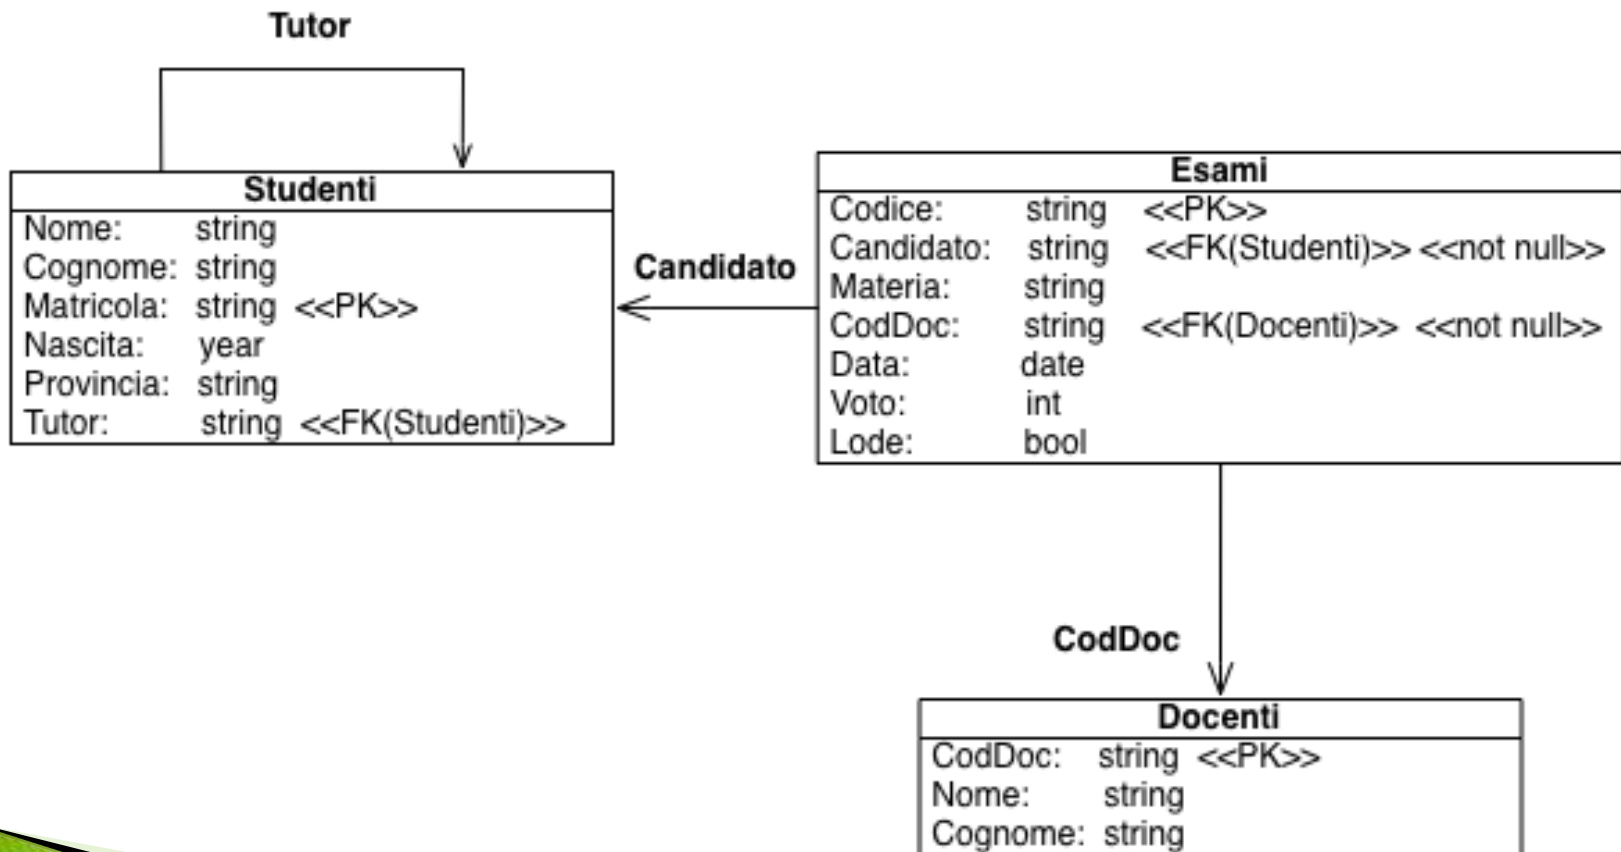 Tutor
Studenti
Nome: string
Cognome: string
Matricola: string <<PK>>
Nascita: year
Provincia: string
Tutor: string <<FK(Studenti)>>
Candidato
Esami
Codice: string <<PK>>
Candidato: string <<FK(Studenti)>> <<not null>>
Materia: string
CodDoc: string <<FK(Docenti)>> <<not null>>
Data: date
Voto: int
Lode: bool
CodDoc
Docenti
CodDoc: string <<PK>>
Nome: string
Cognome: string